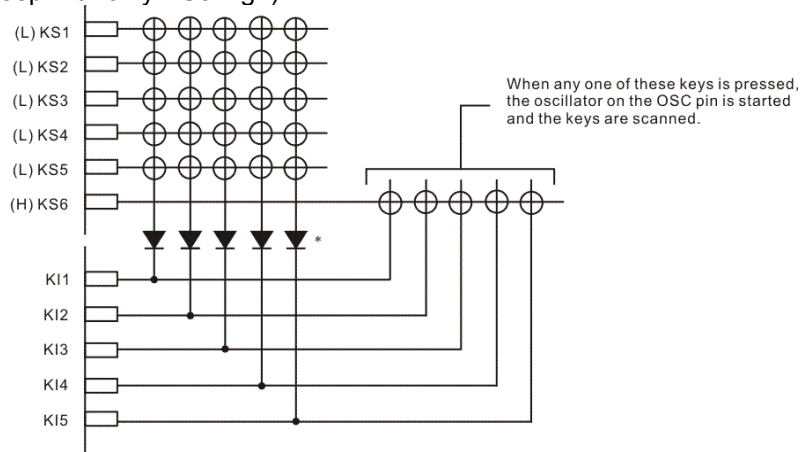 (L) KS1
(L) KS2
(L) KS3
(L) KS4
(L) KS5
(H) KS6
When any one of these keys is pressed,
the oscillator on the OSC pin is started
and the keys are scanned.
*
KI1
KI2
KI3
KI4
KI5